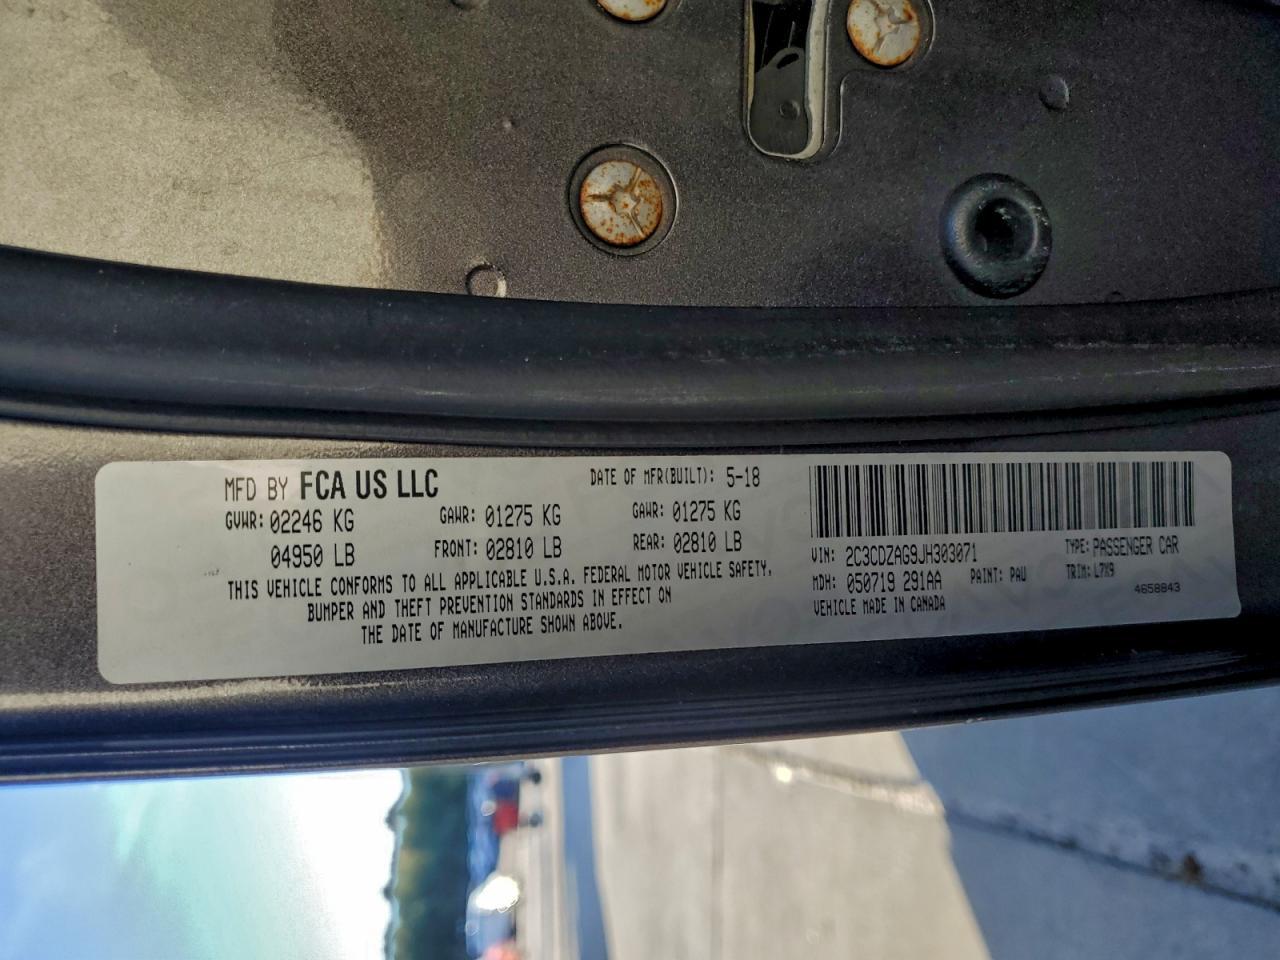 MFD BY FCA US LLC DATE OF MFR(BUILT): 5-18
GVWR: 02246 KG GAWR: 01275 KG GAWR: 01275 KG
04950 LB FRONT: 02810 LB REAR: 02810 LB
THIS VEHICLE CONFORMS TO ALL APPLICABLE U.S.A. FEDERAL MOTOR VEHICLE SAFETY,
BUMPER AND THEFT PREVENTION STANDARDS IN EFFECT ON
THE DATE OF MANUFACTURE SHOWN ABOVE.
VIN: 2C3CDZAG9JH303071 TYPE: PASSENGER CAR
MDH: 050719 291AA PAINT: PAU TRIM: L7X9
VEHICLE MADE IN CANADA 4658843